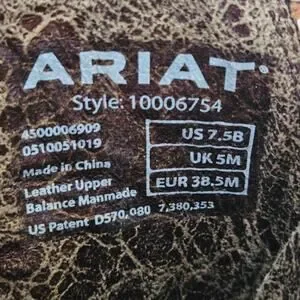 ARIAT
Style: 10006754
4500006909
0510051019
Made in China
Leather Upper
Balance Manmade
US Patent D570,080 7,380,353
US 7.5B
UK 5M
EUR 38.5M